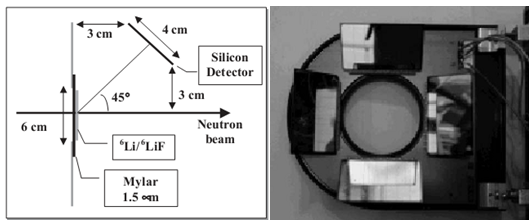 3 cm
4 cm
Silicon
Detector
3 cm
45°
6 cm
Neutron
beam
⁶Li/⁶LiF
Mylar
1.5 ∝m